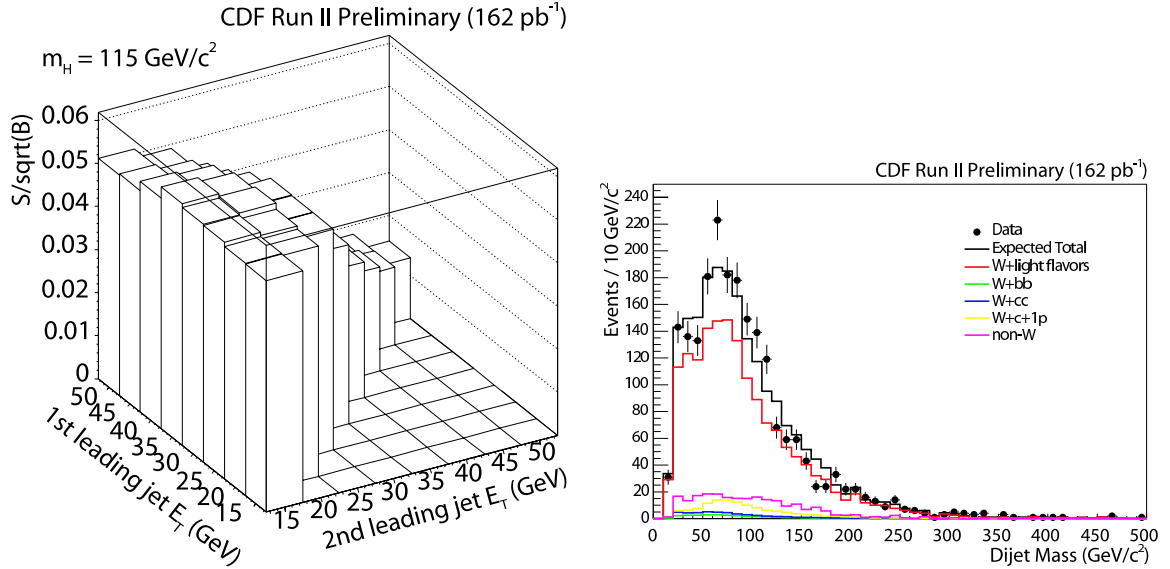 CDF Run II Preliminary (162 pb⁻¹)
m_H = 115 GeV/c²
S/sqrt(B)
0.06
0.05
0.04
0.03
0.02
0.01
0
50
45
40
35
30
25
20
15
1st leading jet E_T (GeV)
15
20
25
30
35
40
45
50
2nd leading jet E_T (GeV)
CDF Run II Preliminary (162 pb⁻¹)
Events / 10 GeV/c²
240
220
200
180
160
140
120
100
80
60
40
20
0
Data
Expected Total
W+light flavors
W+bb
W+cc
W+c+1p
non-W
0 50 100 150 200 250 300 350 400 450 500
Dijet Mass (GeV/c²)